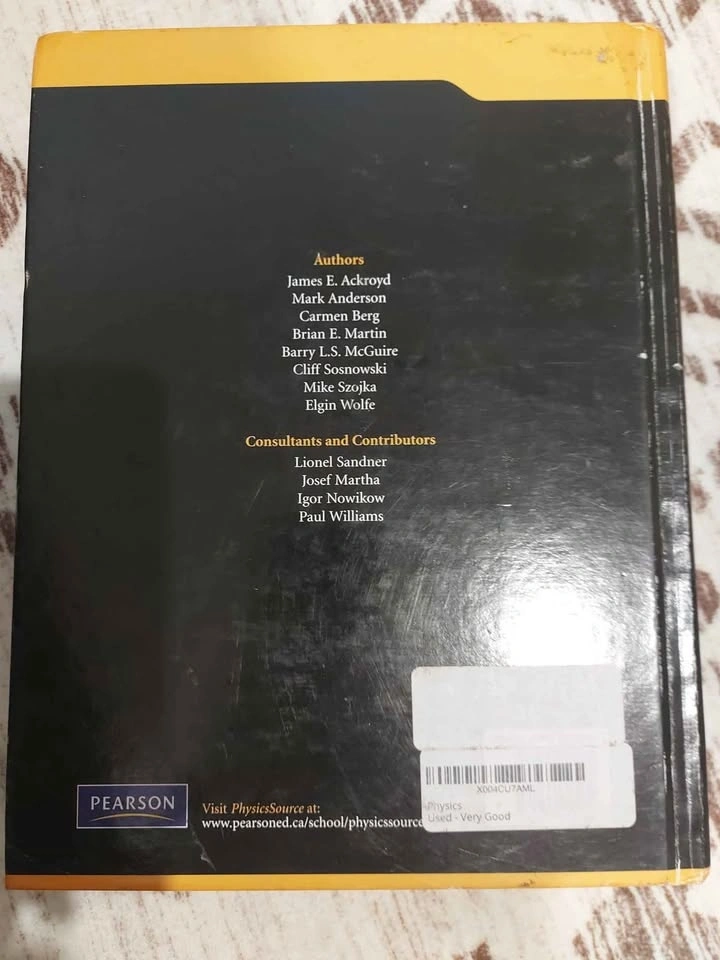 Authors
James E. Ackroyd
Mark Anderson
Carmen Berg
Brian E. Martin
Barry L.S. McGuire
Cliff Sosnowski
Mike Szojka
Elgin Wolfe
Consultants and Contributors
Lionel Sandner
Josef Martha
Igor Nowikow
Paul Williams
PEARSON
Visit PhysicsSource at:
www.pearsoned.ca/school/physicssource
X004CU7AML
Physics
Used - Very Good